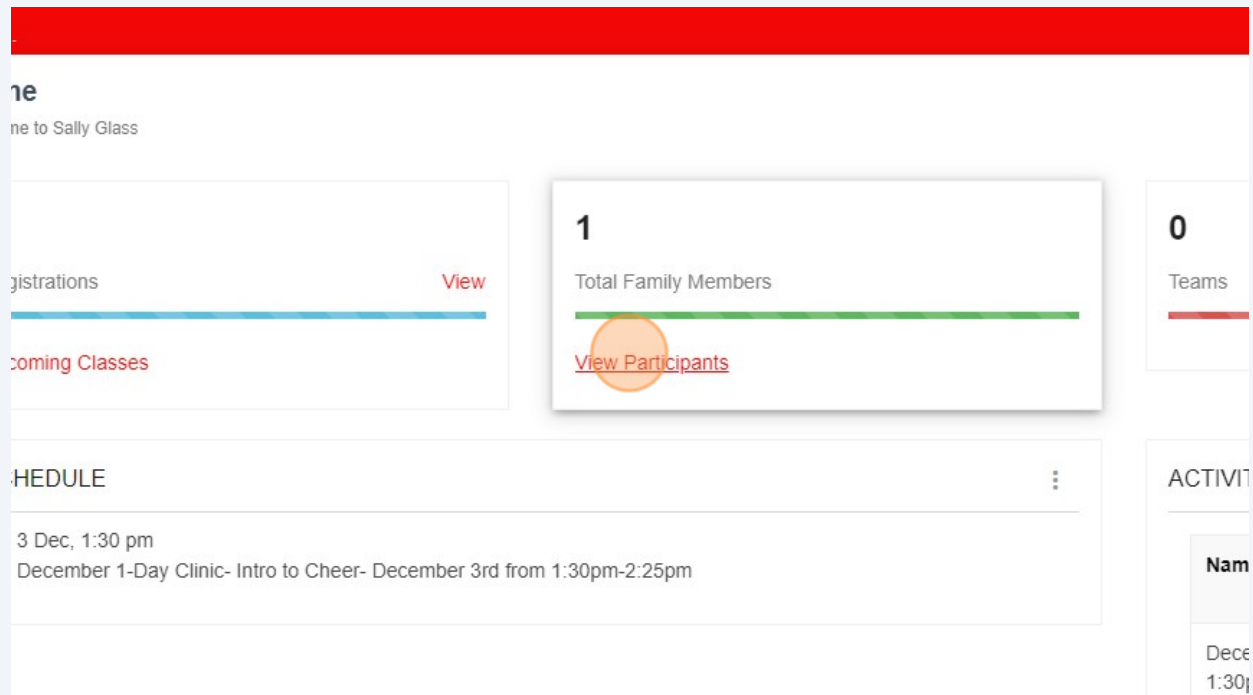 ne
ne to Sally Glass
1
0
gistrations View
Total Family Members
Teams
coming Classes
View Participants
HEDULE
ACTIVIT
3 Dec, 1:30 pm
December 1-Day Clinic- Intro to Cheer- December 3rd from 1:30pm-2:25pm
Nam
Dece
1:30p